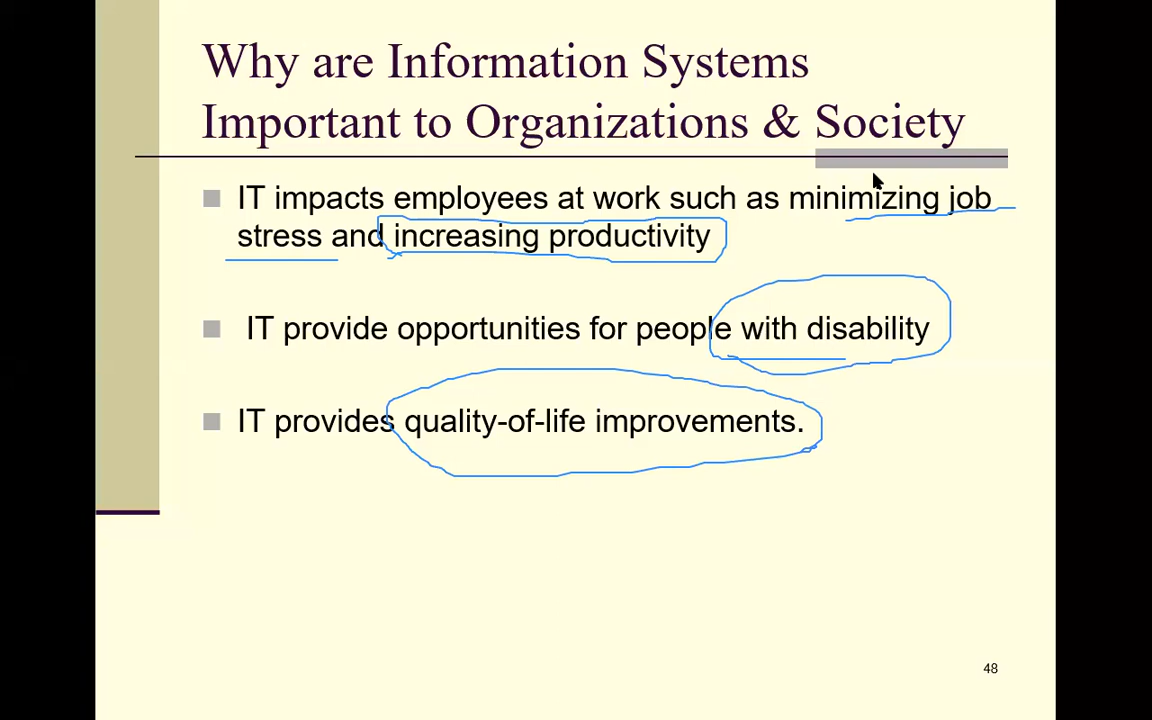 Why are Information Systems
Important to Organizations & Society
IT impacts employees at work such as minimizing job
stress and increasing productivity
IT provide opportunities for people with disability
IT provides quality-of-life improvements.
48